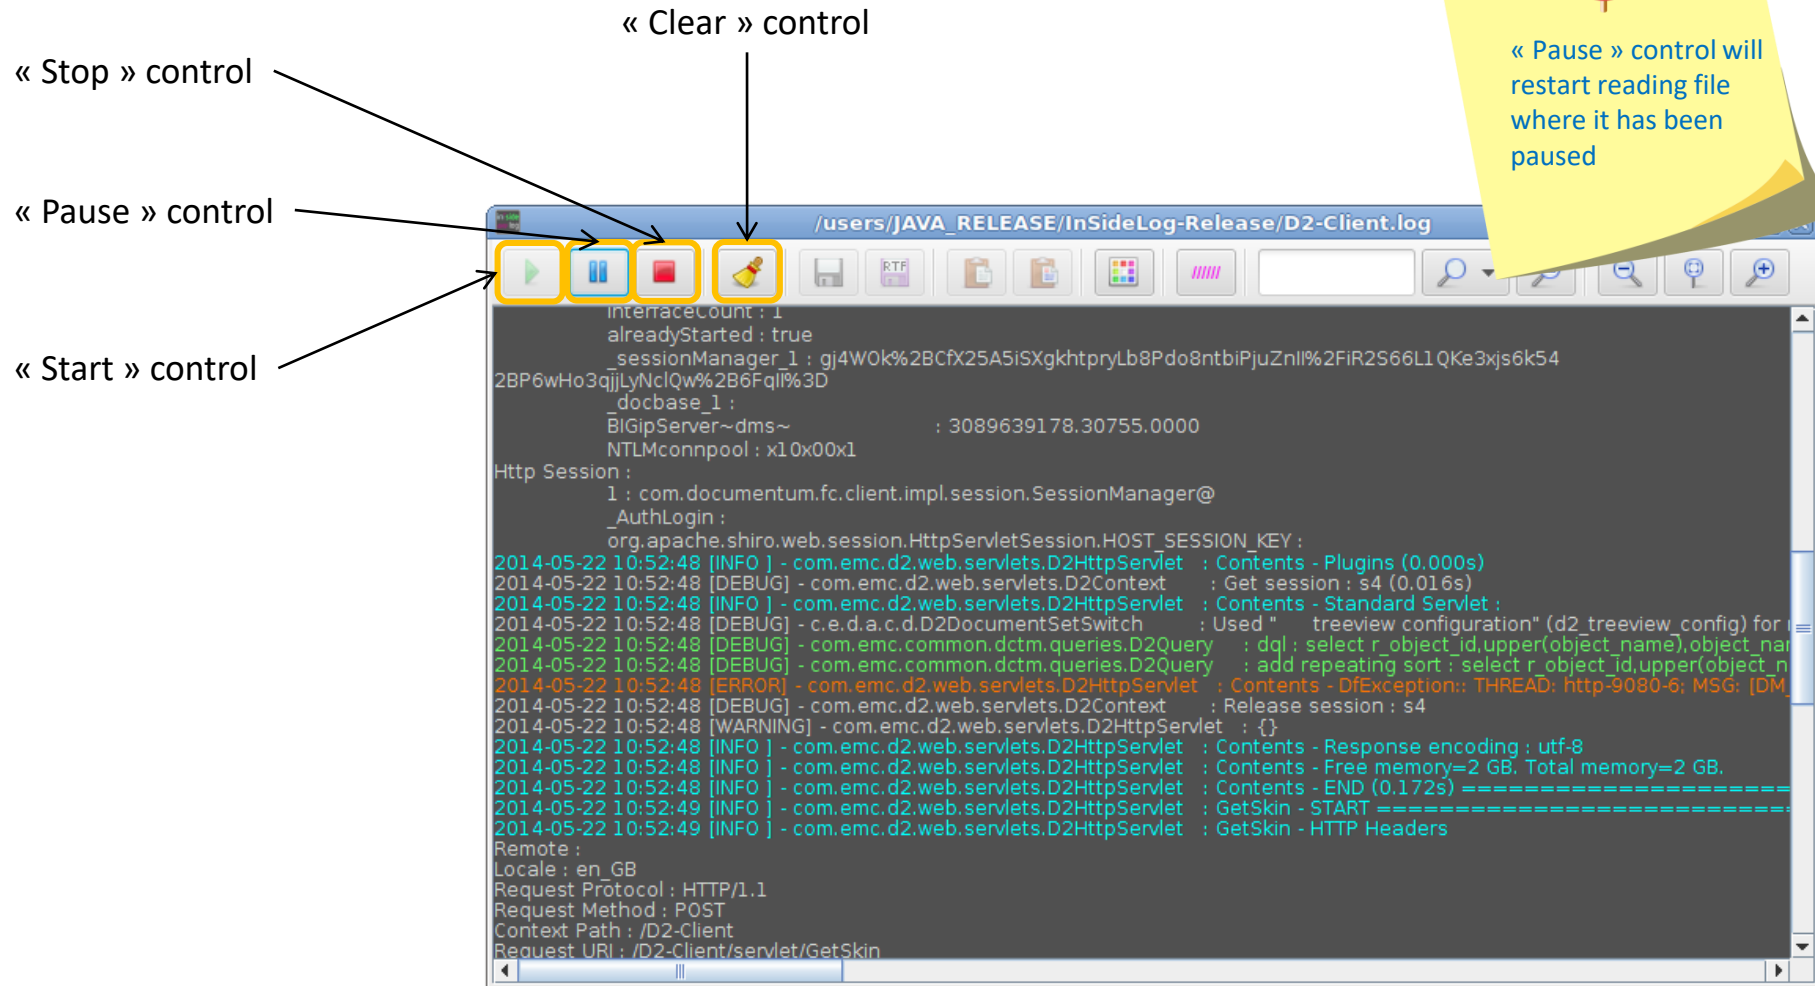 « Clear » control
« Stop » control
« Pause » control will
restart reading file
where it has been
paused
« Pause » control
« Start » control
/users/JAVA_RELEASE/InSideLog-Release/D2-Client.log
RTF
interfaceCount : 1
alreadyStarted : true
_sessionManager_1 : gj4WOk%2BCfX25A5iSXgkhtpryLb8Pdo8ntbiPjuZnII%2FiR2S66L1QKe3xjs6k54
2BP6wHo3qjjLyNclQw%2B6FqII%3D
_docbase_1 :
BIGipServer~dms~ : 3089639178.30755.0000
NTLMconnpool : x10x00x1
Http Session :
1 : com.documentum.fc.client.impl.session.SessionManager@
_AuthLogin :
org.apache.shiro.web.session.HttpServletSession.HOST_SESSION_KEY :
2014-05-22 10:52:48 [INFO ] - com.emc.d2.web.servlets.D2HttpServlet : Contents - Plugins (0.000s)
2014-05-22 10:52:48 [DEBUG] - com.emc.d2.web.servlets.D2Context : Get session : s4 (0.016s)
2014-05-22 10:52:48 [INFO ] - com.emc.d2.web.servlets.D2HttpServlet : Contents - Standard Servlet :
2014-05-22 10:52:48 [DEBUG] - c.e.d.a.c.d.D2DocumentSetSwitch : Used " treeview configuration" (d2_treeview_config) for
2014-05-22 10:52:48 [DEBUG] - com.emc.common.dctm.queries.D2Query : dql : select r_object_id,upper(object_name),object_nar
2014-05-22 10:52:48 [DEBUG] - com.emc.common.dctm.queries.D2Query : add repeating sort : select r_object_id,upper(object_n
2014-05-22 10:52:48 [ERROR] - com.emc.d2.web.servlets.D2HttpServlet : Contents - DfException:: THREAD: http-9080-6; MSG: [DM_
2014-05-22 10:52:48 [DEBUG] - com.emc.d2.web.servlets.D2Context : Release session : s4
2014-05-22 10:52:48 [WARNING] - com.emc.d2.web.servlets.D2HttpServlet : {}
2014-05-22 10:52:48 [INFO ] - com.emc.d2.web.servlets.D2HttpServlet : Contents - Response encoding : utf-8
2014-05-22 10:52:48 [INFO ] - com.emc.d2.web.servlets.D2HttpServlet : Contents - Free memory=2 GB. Total memory=2 GB.
2014-05-22 10:52:48 [INFO ] - com.emc.d2.web.servlets.D2HttpServlet : Contents - END (0.172s) =====================
2014-05-22 10:52:49 [INFO ] - com.emc.d2.web.servlets.D2HttpServlet : GetSkin - START ==========================
2014-05-22 10:52:49 [INFO ] - com.emc.d2.web.servlets.D2HttpServlet : GetSkin - HTTP Headers
Remote :
Locale : en_GB
Request Protocol : HTTP/1.1
Request Method : POST
Context Path : /D2-Client
Request URI : /D2-Client/servlet/GetSkin